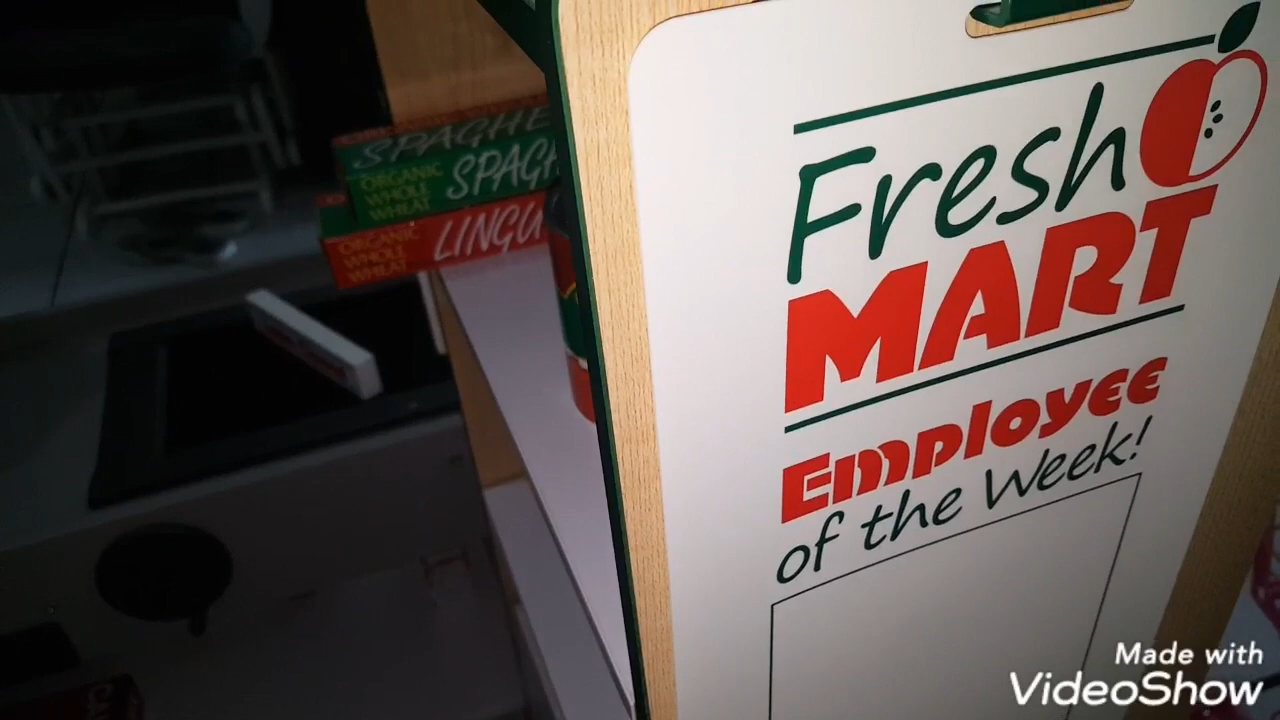 Fresh
MART
Employee
of the Week!
SPAGHE
ORGANIC
WHOLE
WHEAT
SPAGH
ORGANIC
WHOLE
WHEAT
LINGU
Made with
VideoShow